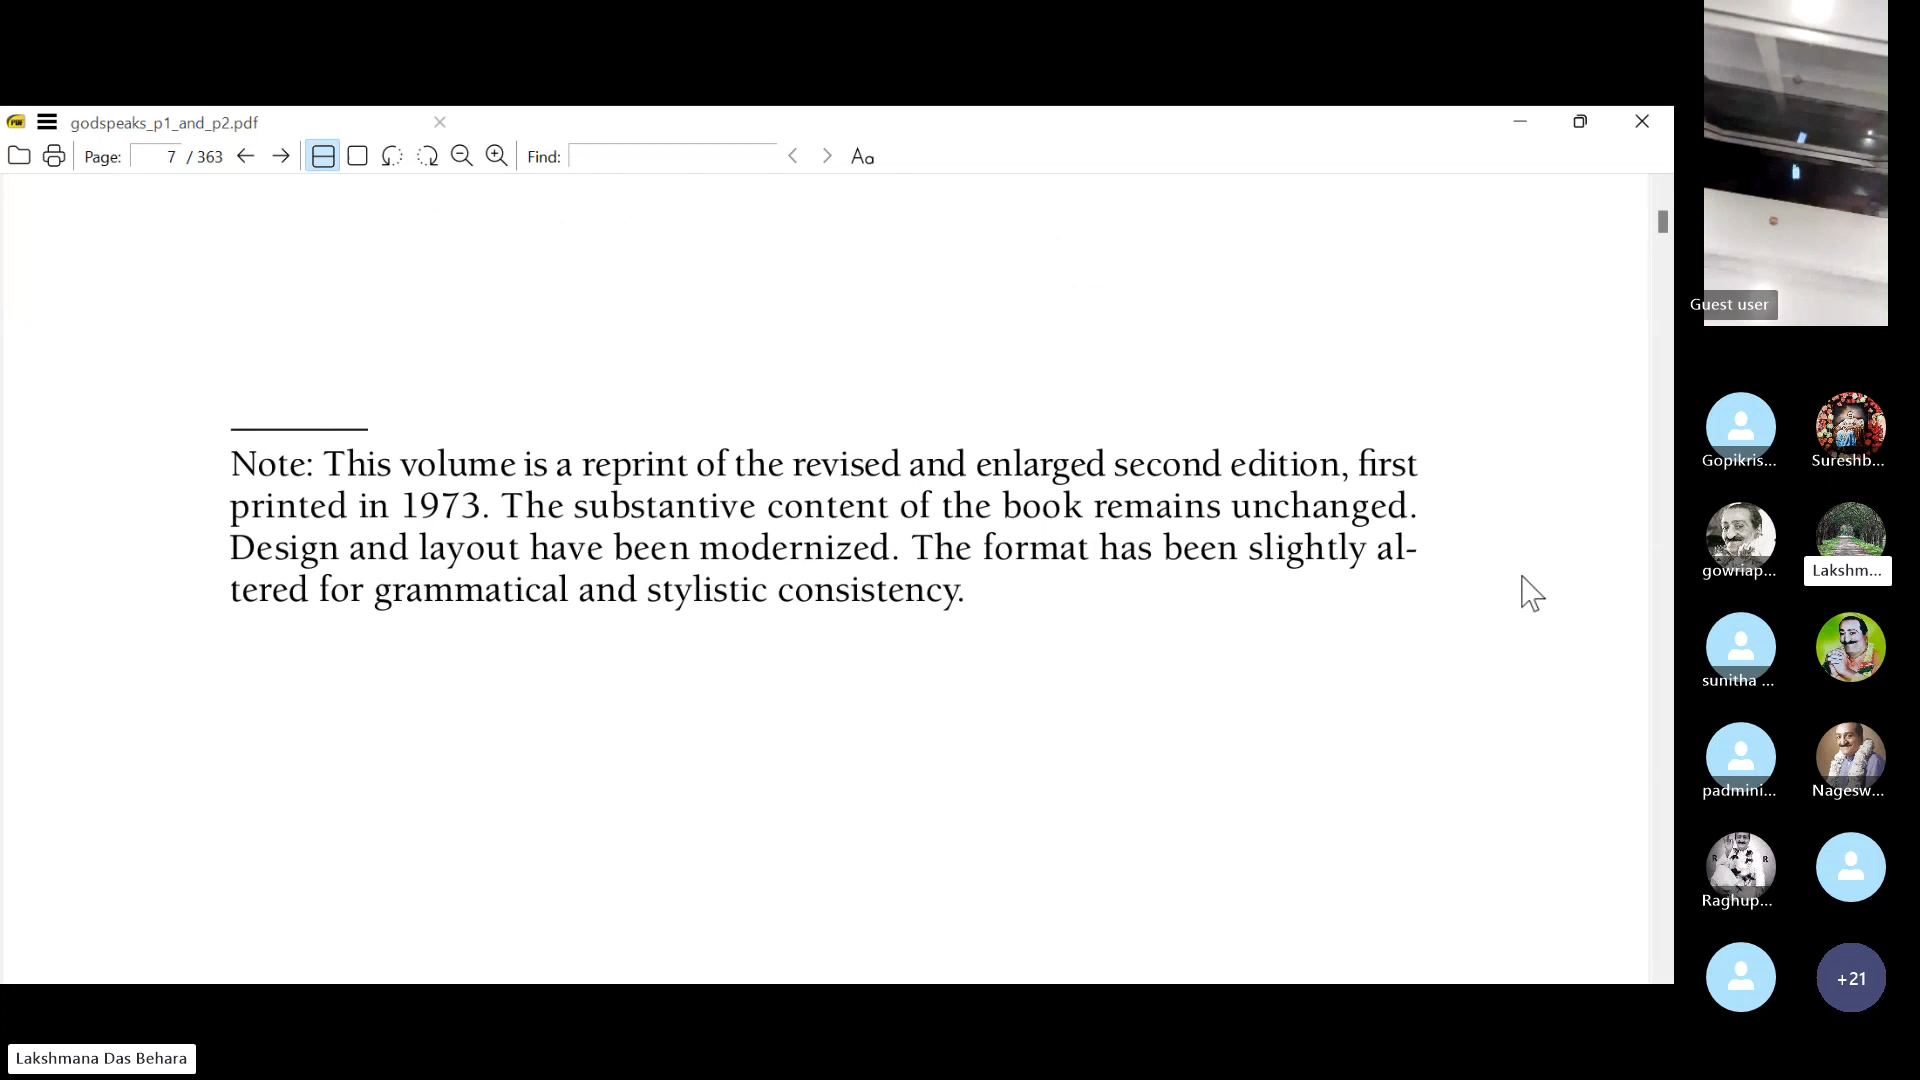 godspeaks_p1_and_p2.pdf
Page: 7 / 363
Find:
Aa
Note: This volume is a reprint of the revised and enlarged second edition, first
printed in 1973. The substantive content of the book remains unchanged.
Design and layout have been modernized. The format has been slightly al-
tered for grammatical and stylistic consistency.
Guest user
Gopikris...
Sureshb...
gowriap...
Lakshm...
sunitha ...
padmini...
Nagesw...
R R
Raghup...
+21
Lakshmana Das Behara